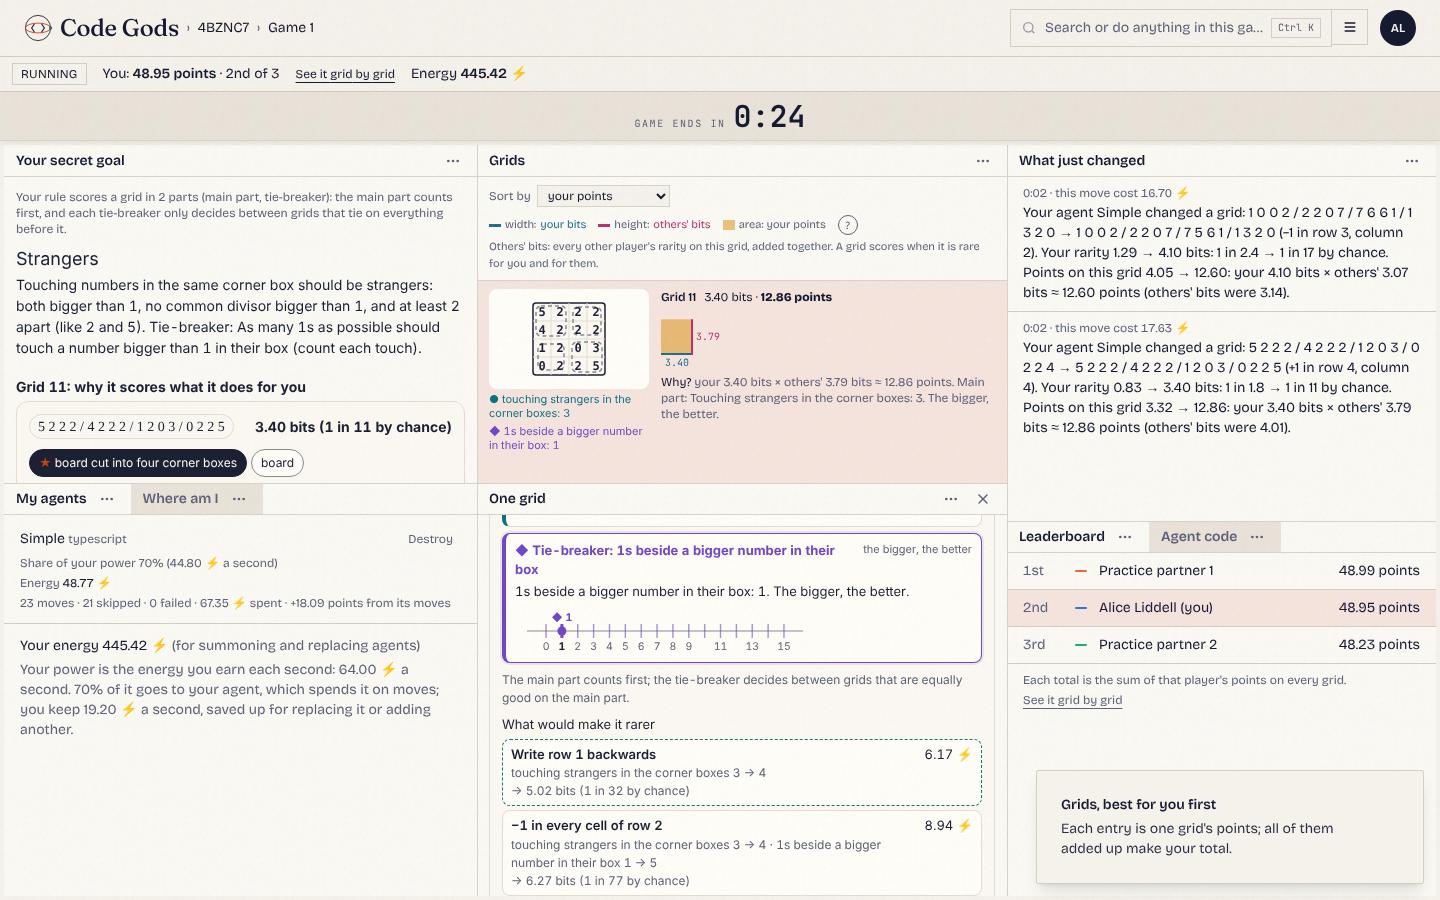 Code Gods › 4BZNC7 › Game 1
Search or do anything in this ga... Ctrl K
AL
RUNNING You: 48.95 points · 2nd of 3 See it grid by grid Energy 445.42 ⚡
GAME ENDS IN 0:24
Your secret goal
Your rule scores a grid in 2 parts (main part, tie-breaker): the main part counts
first, and each tie-breaker only decides between grids that tie on everything
before it.
Strangers
Touching numbers in the same corner box should be strangers:
both bigger than 1, no common divisor bigger than 1, and at least 2
apart (like 2 and 5). Tie-breaker: As many 1s as possible should
touch a number bigger than 1 in their box (count each touch).
Grid 11: why it scores what it does for you
5 2 2 2 / 4 2 2 2 / 1 2 0 3 / 0 2 2 5 3.40 bits (1 in 11 by chance)
★ board cut into four corner boxes board
My agents Where am I
Simple typescript Destroy
Share of your power 70% (44.80 ⚡ a second)
Energy 48.77 ⚡
23 moves · 21 skipped · 0 failed · 67.35 ⚡ spent · +18.09 points from its moves
Your energy 445.42 ⚡ (for summoning and replacing agents)
Your power is the energy you earn each second: 64.00 ⚡ a
second. 70% of it goes to your agent, which spends it on moves;
you keep 19.20 ⚡ a second, saved up for replacing it or adding
another.
Grids
Sort by your points
width: your bits height: others' bits area: your points ?
Others' bits: every other player's rarity on this grid, added together. A grid scores when it is rare
for you and for them.
5 2 2 2
4 2 2 2
1 2 0 3
0 2 2 5
● touching strangers in the
corner boxes: 3
◆ 1s beside a bigger number
in their box: 1
Grid 11 3.40 bits · 12.86 points
3.79
3.40
Why? your 3.40 bits × others' 3.79 bits ≈ 12.86 points. Main
part: Touching strangers in the corner boxes: 3. The bigger,
the better.
One grid
◆ Tie-breaker: 1s beside a bigger number in their
box
the bigger, the better
1s beside a bigger number in their box: 1. The bigger, the better.
◆ 1
0 1 2 3 4 5 6 7 8 9 11 13 15
The main part counts first; the tie-breaker decides between grids that are equally
good on the main part.
What would make it rarer
Write row 1 backwards 6.17 ⚡
touching strangers in the corner boxes 3 → 4
→ 5.02 bits (1 in 32 by chance)
−1 in every cell of row 2 8.94 ⚡
touching strangers in the corner boxes 3 → 4 · 1s beside a bigger
number in their box 1 → 5
→ 6.27 bits (1 in 77 by chance)
What just changed
0:02 · this move cost 16.70 ⚡
Your agent Simple changed a grid: 1 0 0 2 / 2 2 0 7 / 7 6 6 1 / 1
3 2 0 → 1 0 0 2 / 2 2 0 7 / 7 5 6 1 / 1 3 2 0 (−1 in row 3, column
2). Your rarity 1.29 → 4.10 bits: 1 in 2.4 → 1 in 17 by chance.
Points on this grid 4.05 → 12.60: your 4.10 bits × others' 3.07
bits ≈ 12.60 points (others' bits were 3.14).
0:02 · this move cost 17.63 ⚡
Your agent Simple changed a grid: 5 2 2 2 / 4 2 2 2 / 1 2 0 3 / 0
2 2 4 → 5 2 2 2 / 4 2 2 2 / 1 2 0 3 / 0 2 2 5 (+1 in row 4, column
4). Your rarity 0.83 → 3.40 bits: 1 in 1.8 → 1 in 11 by chance.
Points on this grid 3.32 → 12.86: your 3.40 bits × others' 3.79
bits ≈ 12.86 points (others' bits were 4.01).
Leaderboard Agent code
1st Practice partner 1 48.99 points
2nd Alice Liddell (you) 48.95 points
3rd Practice partner 2 48.23 points
Each total is the sum of that player's points on every grid.
See it grid by grid
Grids, best for you first
Each entry is one grid's points; all of them
added up make your total.